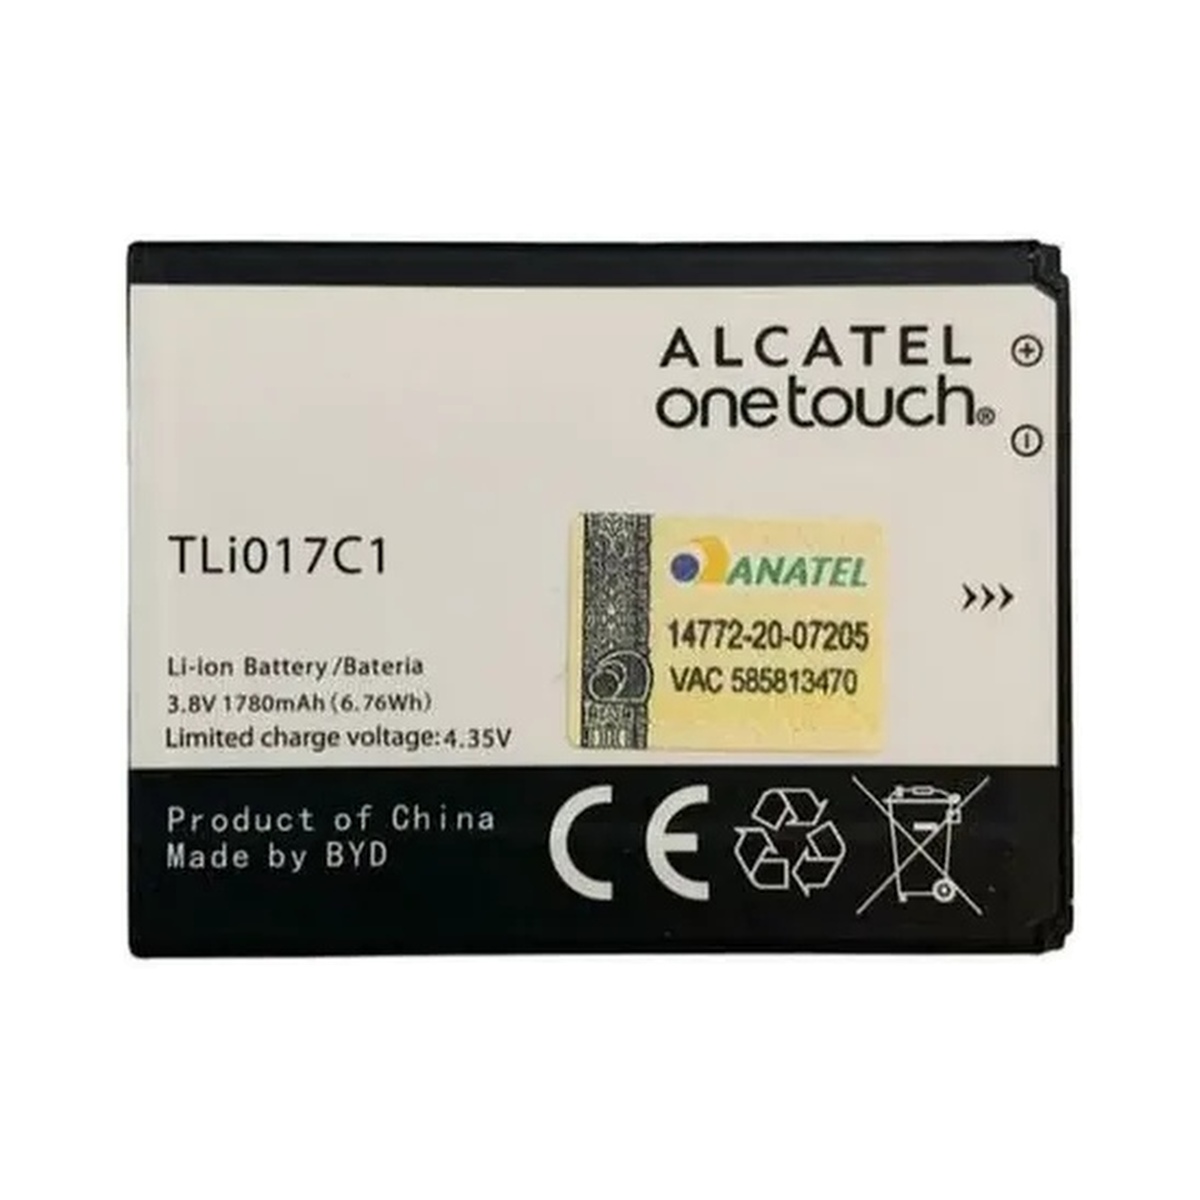 ALCATEL
onetouch®
TLi017C1
ANATEL
14772-20-07205
VAC 585813470
Li-ion Battery/Bateria
3.8V 1780mAh (6.76Wh)
Limited charge voltage:4.35V
Product of China
Made by BYD
CE